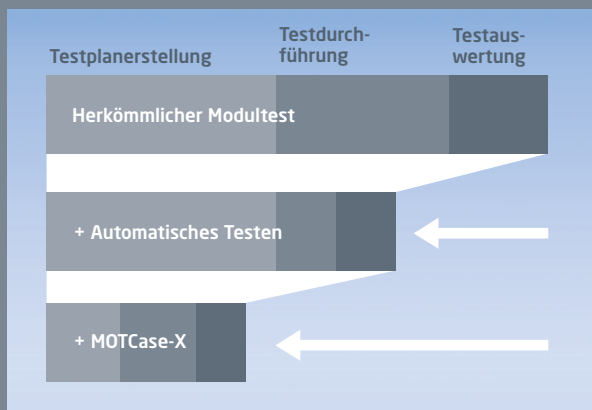 Testplanerstellung
Testdurch-
führung
Testaus-
wertung
Herkömmlicher Modultest
+ Automatisches Testen
+ MOTCase-X